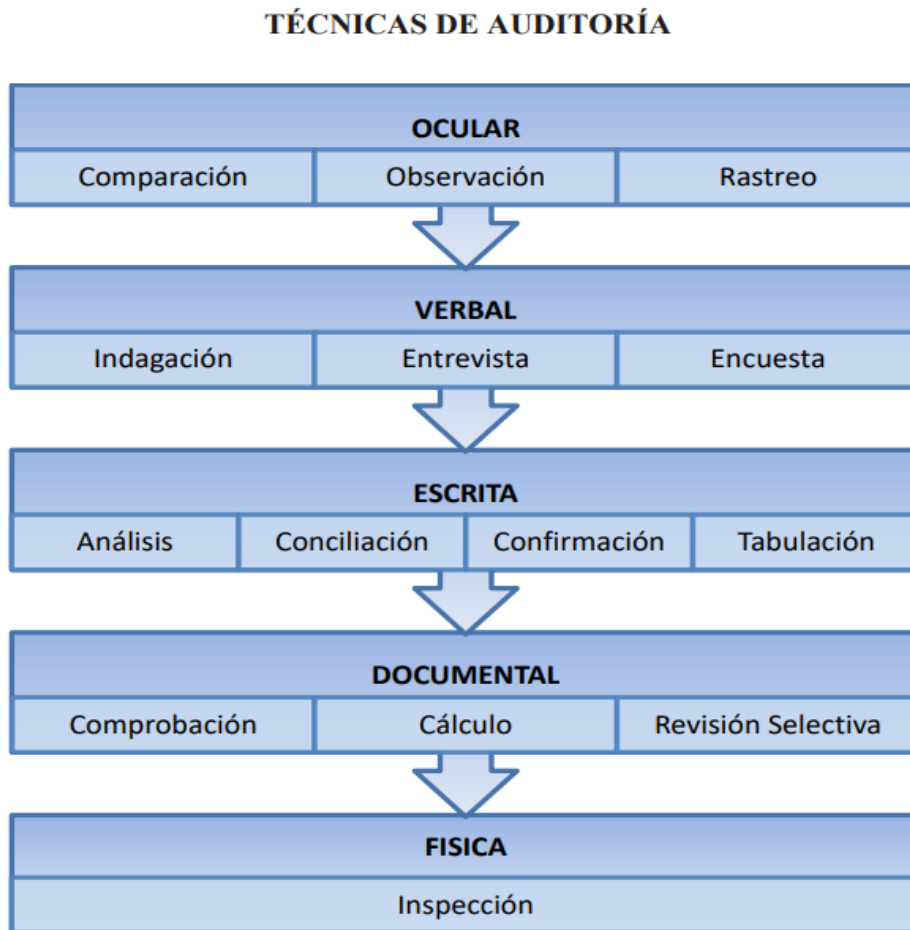 TÉCNICAS DE AUDITORÍA
OCULAR
Comparación Observación Rastreo
VERBAL
Indagación Entrevista Encuesta
ESCRITA
Análisis Conciliación Confirmación Tabulación
DOCUMENTAL
Comprobación Cálculo Revisión Selectiva
FISICA
Inspección